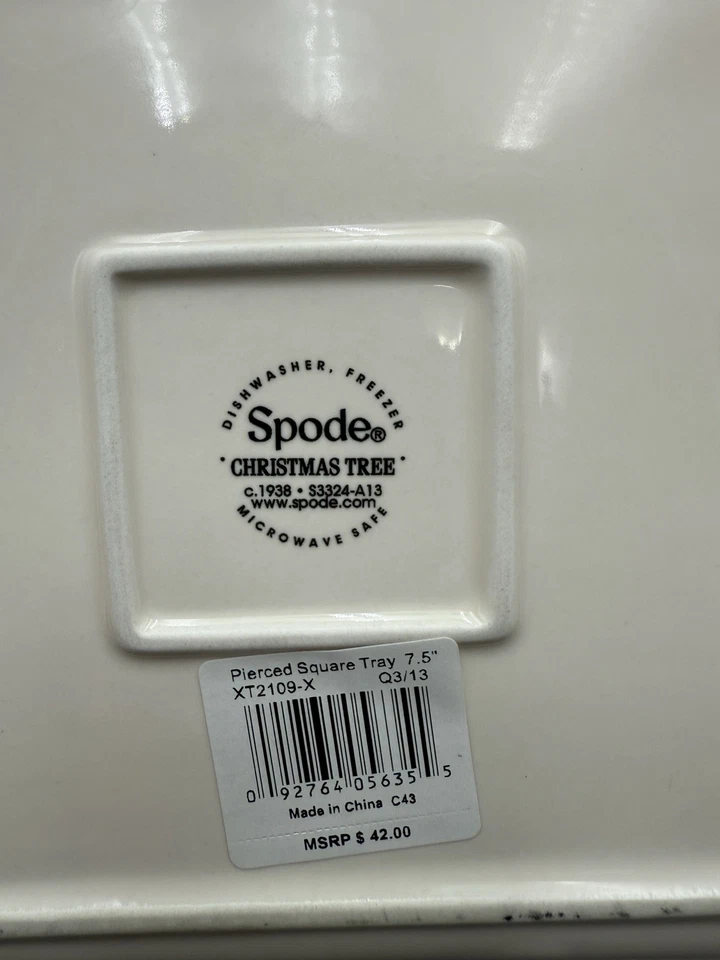 DISHWASHER, FREEZER
Spode®
· CHRISTMAS TREE ·
c.1938 • S3324-A13
www.spode.com
MICROWAVE SAFE
Pierced Square Tray 7.5"
XT2109-X Q3/13
0 92764 05635 5
Made in China C43
MSRP $ 42.00